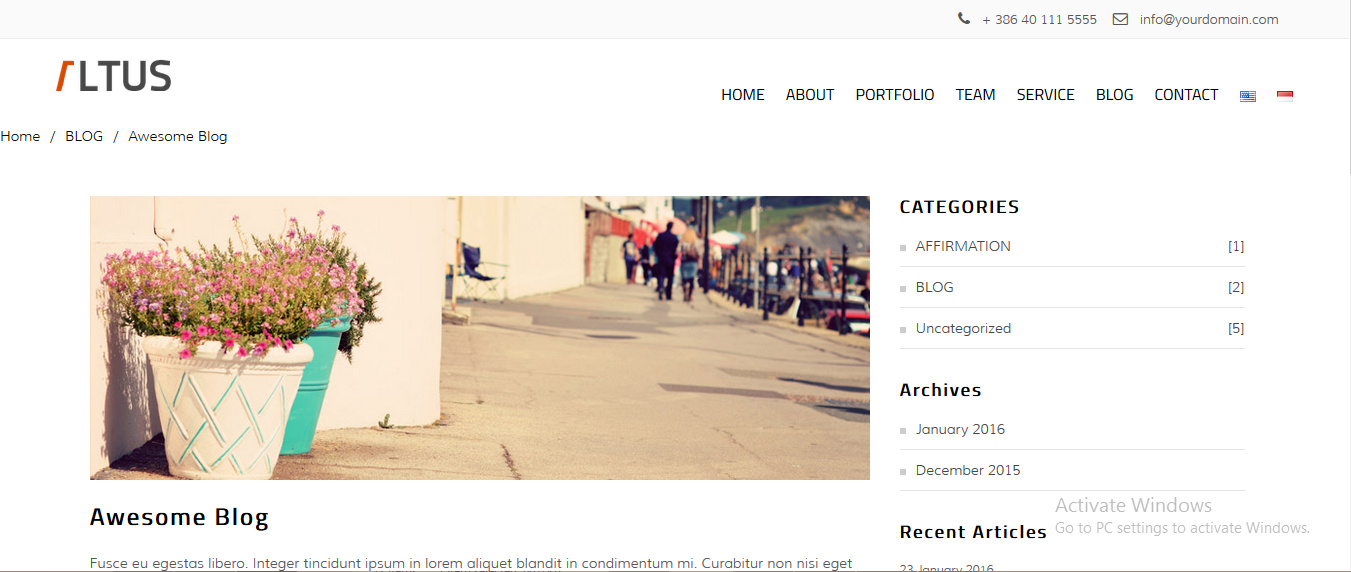 + 386 40 111 5555 info@yourdomain.com
LTUS
HOME ABOUT PORTFOLIO TEAM SERVICE BLOG CONTACT
Home / BLOG / Awesome Blog
CATEGORIES
AFFIRMATION [1]
BLOG [2]
Uncategorized [5]
Archives
January 2016
December 2015
Activate Windows
Go to PC settings to activate Windows.
Recent Articles
23 January 2016
Awesome Blog
Fusce eu egestas libero. Integer tincidunt ipsum in lorem aliquet blandit in condimentum mi. Curabitur non nisi eget